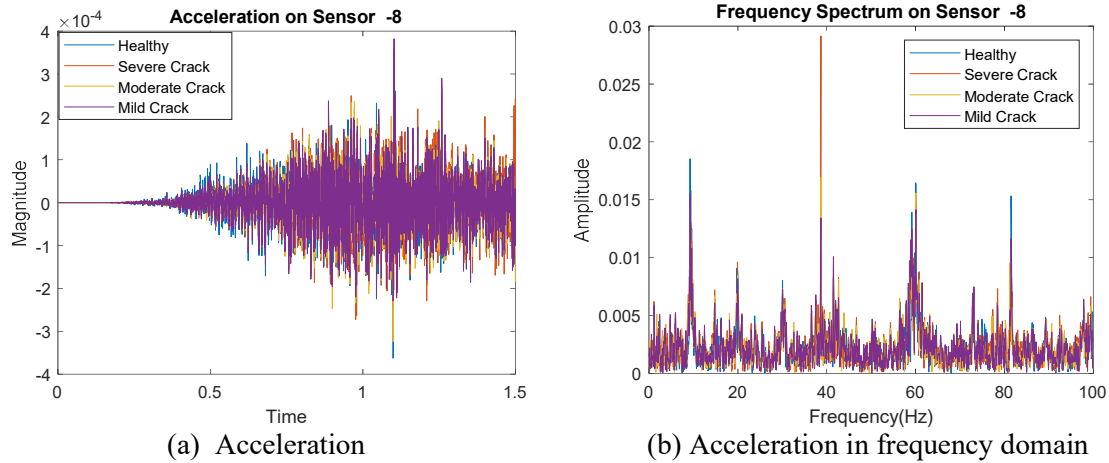 Acceleration on Sensor -8
×10⁻⁴
4
3
2
1
0
-1
-2
-3
-4
Magnitude
Healthy
Severe Crack
Moderate Crack
Mild Crack
0
0.5
1
1.5
Time
(a) Acceleration
Frequency Spectrum on Sensor -8
0.03
0.025
0.02
0.015
0.01
0.005
0
Amplitude
Healthy
Severe Crack
Moderate Crack
Mild Crack
0
20
40
60
80
100
Frequency(Hz)
(b) Acceleration in frequency domain